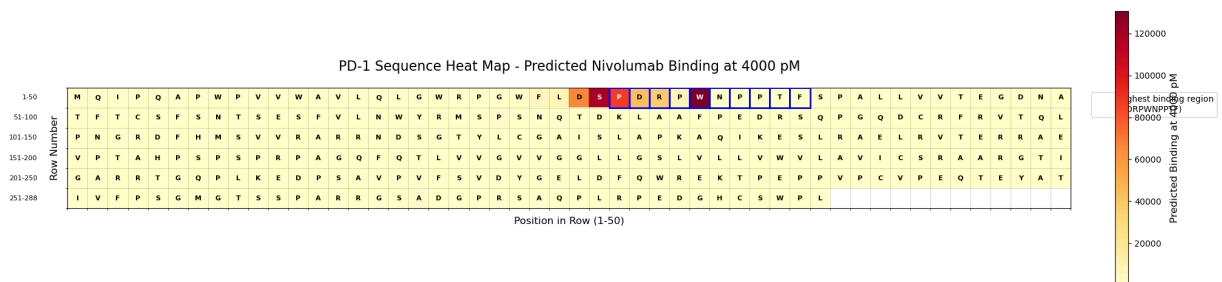 PD-1 Sequence Heat Map - Predicted Nivolumab Binding at 4000 pM
Row Number
1-50 M Q I P Q A P W P V V W A V L Q L G W R P G W F L D S P D R P W N P P T F S P A L L V V T E G D N A
51-100 T F T C S F S N T S E S F V L N W Y R M S P S N Q T D K L A A F P E D R S Q P G Q D C R F R V T Q L
101-150 P N G R D F H M S V V R A R R N D S G T Y L C G A I S L A P K A Q I K E S L R A E L R V T E R R A E
151-200 V P T A H P S P S P R P A G Q F Q T L V V G V V G G L L G S L V L L V W V L A V I C S R A A R G T I
201-250 G A R R T G Q P L K E D P S A V P V F S V D Y G E L D F Q W R E K T P E P P V P C V P E Q T E Y A T
251-288 I V F P S G M G T S S P A R R G S A D G P R S A Q P L R P E D G H C S W P L
Position in Row (1-50)
binding region
120000
100000
80000
60000
40000
20000
Predicted Binding at 4000 pM